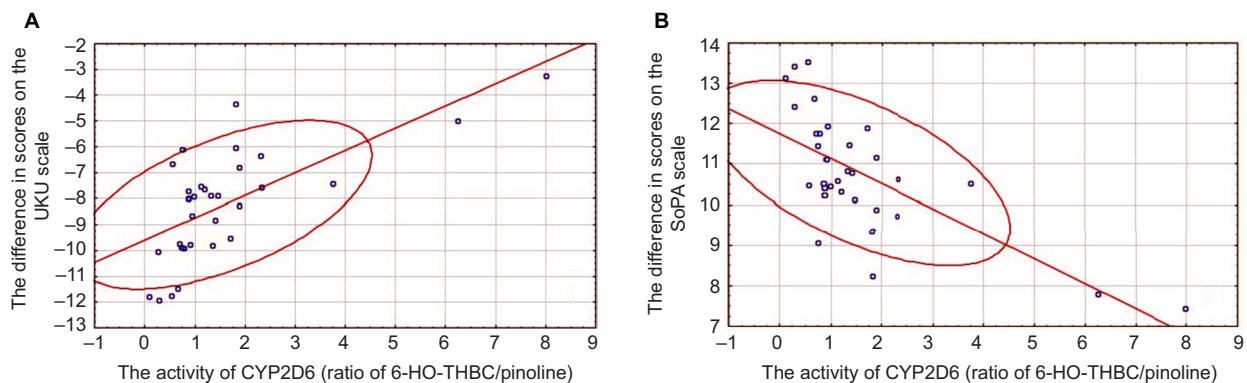 A
The difference in scores on the
UKU scale
–2
–3
–4
–5
–6
–7
–8
–9
–10
–11
–12
–13
–1 0 1 2 3 4 5 6 7 8 9
The activity of CYP2D6 (ratio of 6-HO-THBC/pinoline)
B
The difference in scores on the
SoPA scale
14
13
12
11
10
9
8
7
–1 0 1 2 3 4 5 6 7 8 9
The activity of CYP2D6 (ratio of 6-HO-THBC/pinoline)